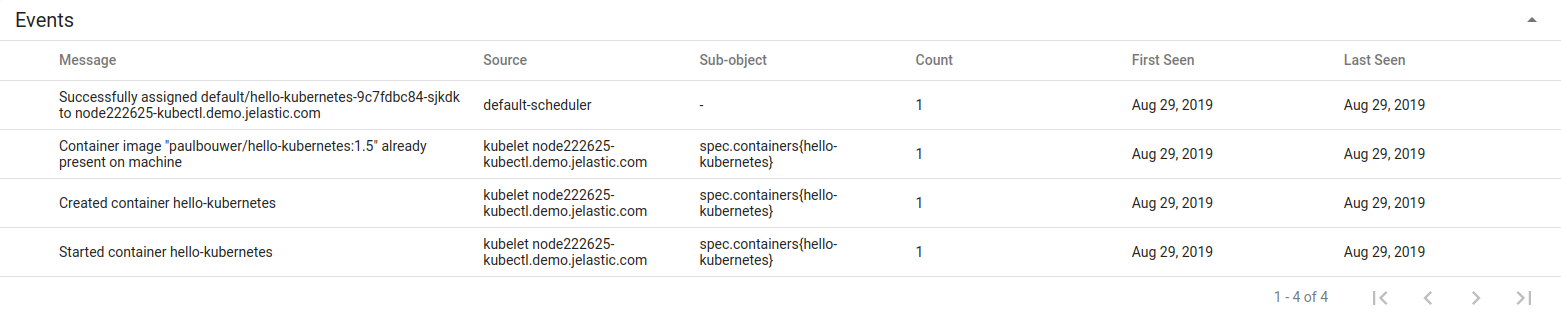 Events
Message Source Sub-object Count First Seen Last Seen
Successfully assigned default/hello-kubernetes-9c7fdbc84-sjkdk
to node222625-kubectl.demo.jelastic.com
default-scheduler
-
1
Aug 29, 2019
Aug 29, 2019
Container image "paulbouwer/hello-kubernetes:1.5" already
present on machine
kubelet node222625-
kubectl.demo.jelastic.com
spec.containers{hello-
kubernetes}
1
Aug 29, 2019
Aug 29, 2019
Created container hello-kubernetes
kubelet node222625-
kubectl.demo.jelastic.com
spec.containers{hello-
kubernetes}
1
Aug 29, 2019
Aug 29, 2019
Started container hello-kubernetes
kubelet node222625-
kubectl.demo.jelastic.com
spec.containers{hello-
kubernetes}
1
Aug 29, 2019
Aug 29, 2019
1 - 4 of 4